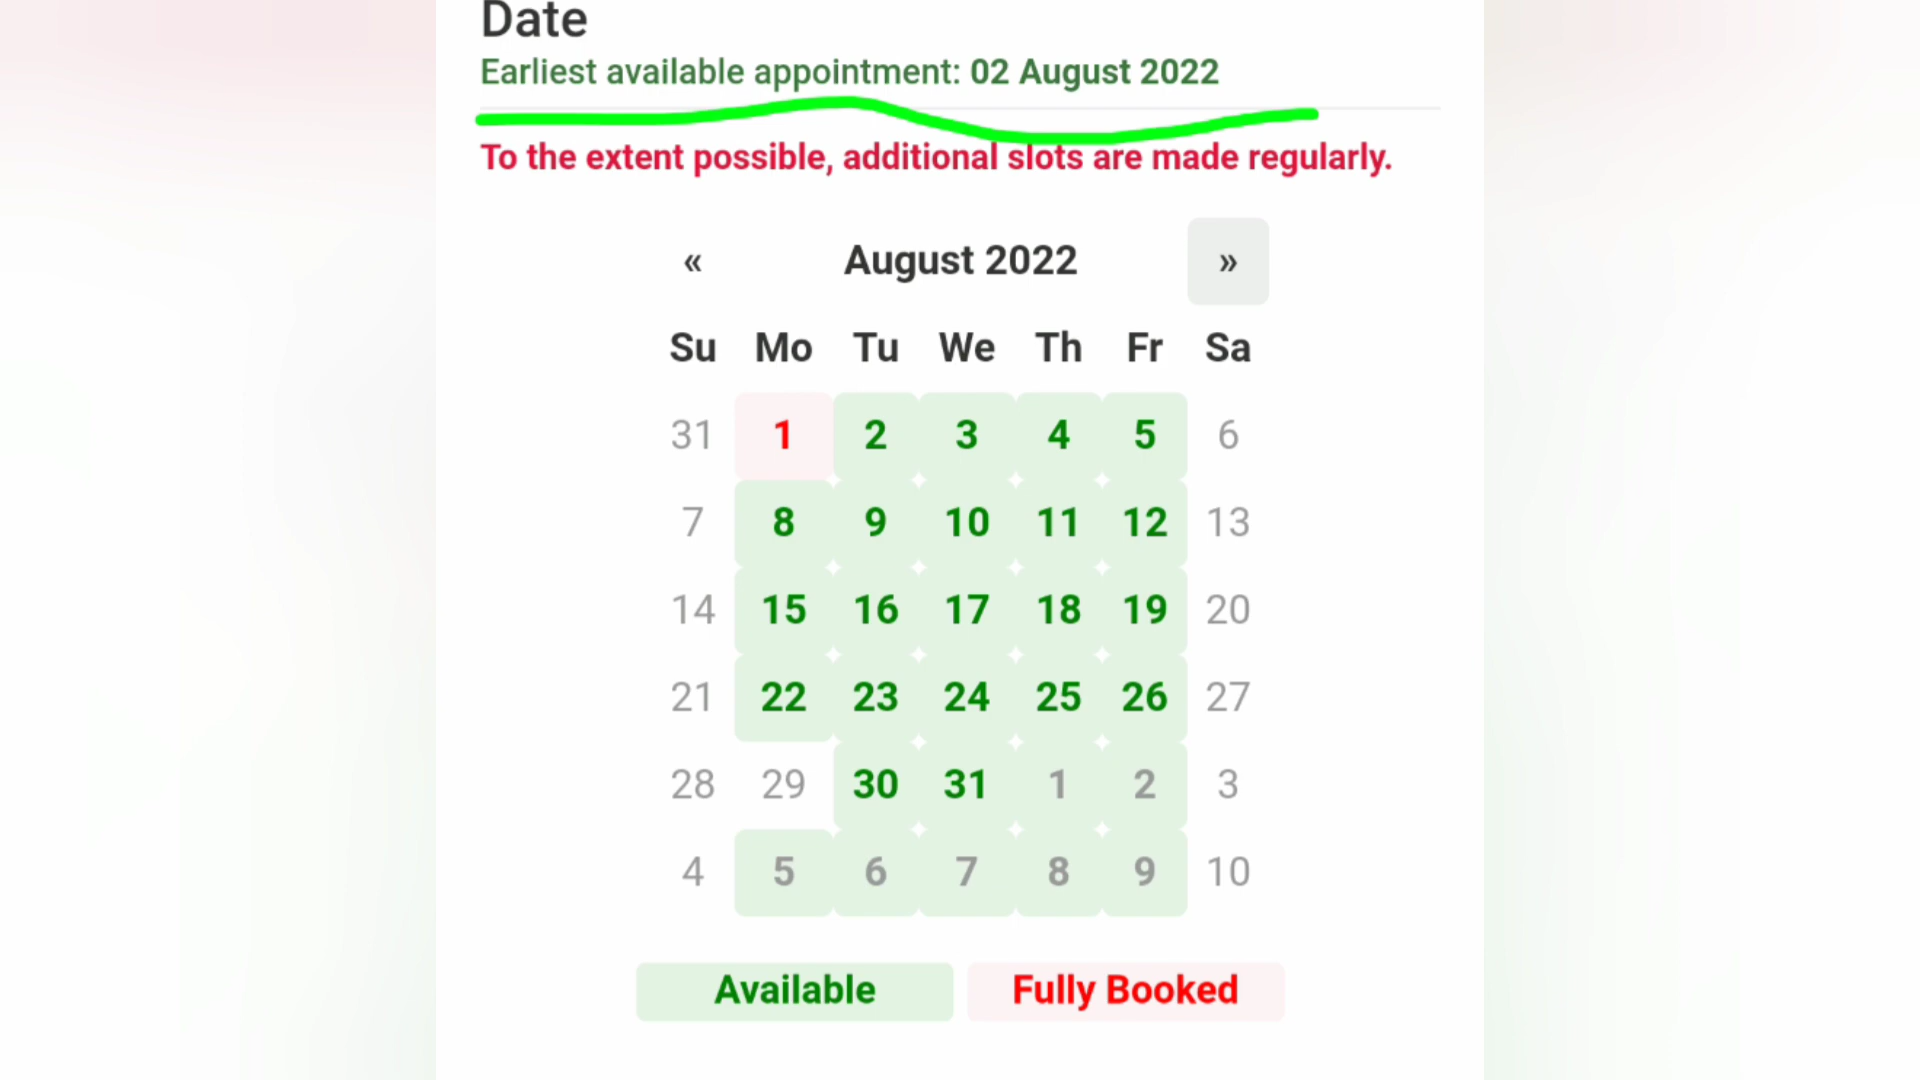 Date
Earliest available appointment: 02 August 2022
To the extent possible, additional slots are made regularly.
« August 2022 »
Su Mo Tu We Th Fr Sa
31 1 2 3 4 5 6
7 8 9 10 11 12 13
14 15 16 17 18 19 20
21 22 23 24 25 26 27
28 29 30 31 1 2 3
4 5 6 7 8 9 10
Available Fully Booked